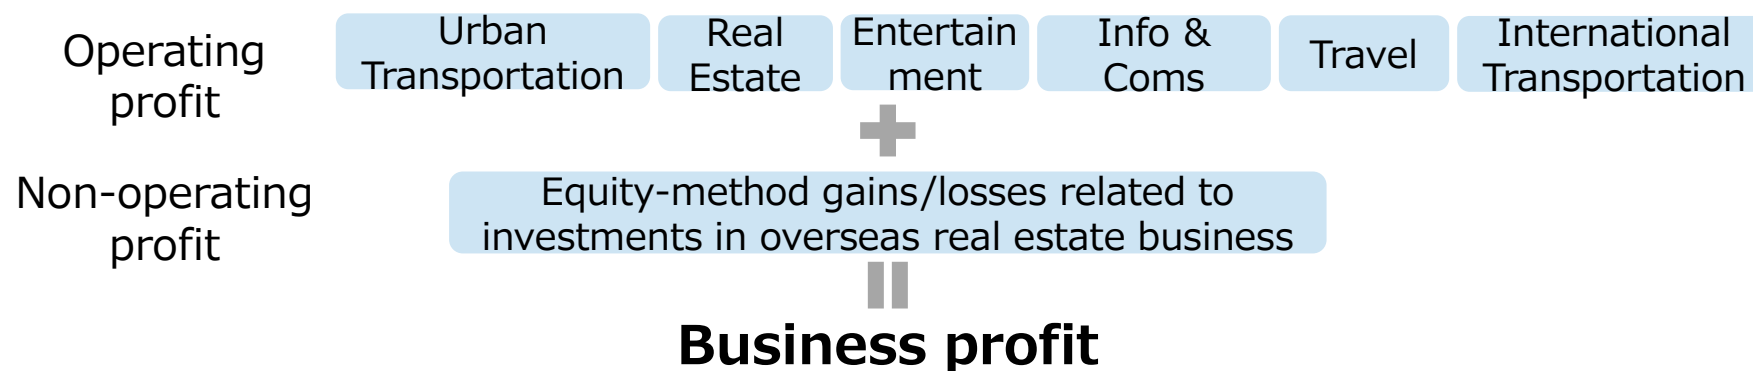 Operating
profit
Urban
Transportation
Real
Estate
Entertain
ment
Info &
Coms
Travel
International
Transportation
Non-operating
profit
Equity-method gains/losses related to
investments in overseas real estate business
Business profit